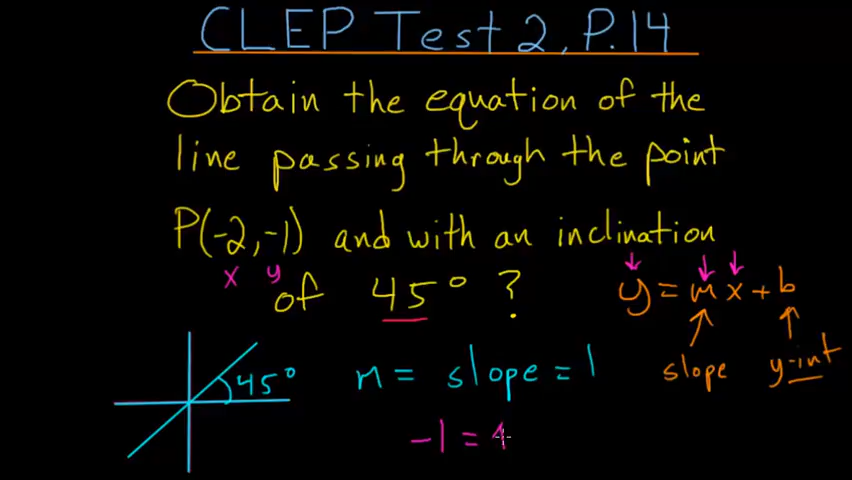 CLEP Test 2, P.14
Obtain the equation of the
line passing through the point
P(-2,-1) and with an inclination
x y
of 45° ?
y = mx + b
slope
y-int
45°
m = slope = 1
-1 =